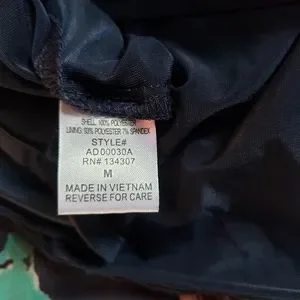 SHELL: 100% POLYESTER
LINING: 93% POLYESTER 7% SPANDEX
STYLE#
AD00030A
RN# 134307
M
MADE IN VIETNAM
REVERSE FOR CARE